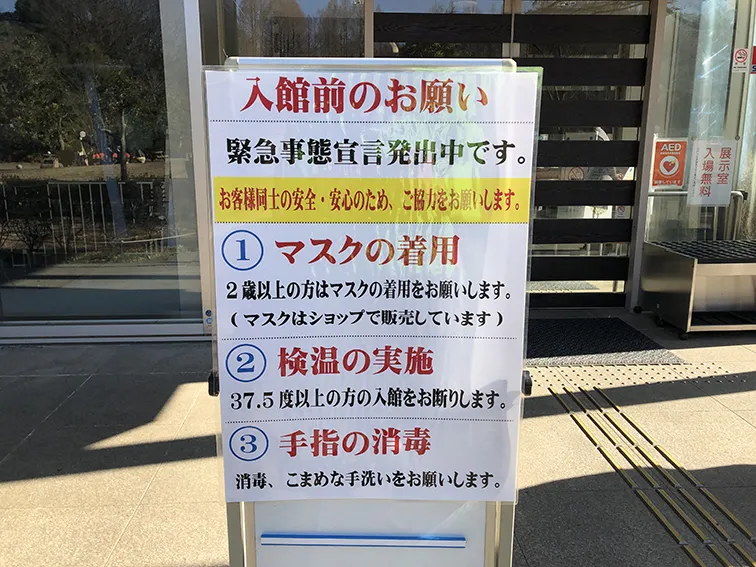 入館前のお願い
緊急事態宣言発出中です。
お客様同士の安全・安心のため、ご協力をお願いします。
① マスクの着用
2歳以上の方はマスクの着用をお願いします。
(マスクはショップで販売しています)
② 検温の実施
37.5度以上の方の入館をお断りします。
③ 手指の消毒
消毒、こまめな手洗いをお願いします。
AED
展示室
入場無料